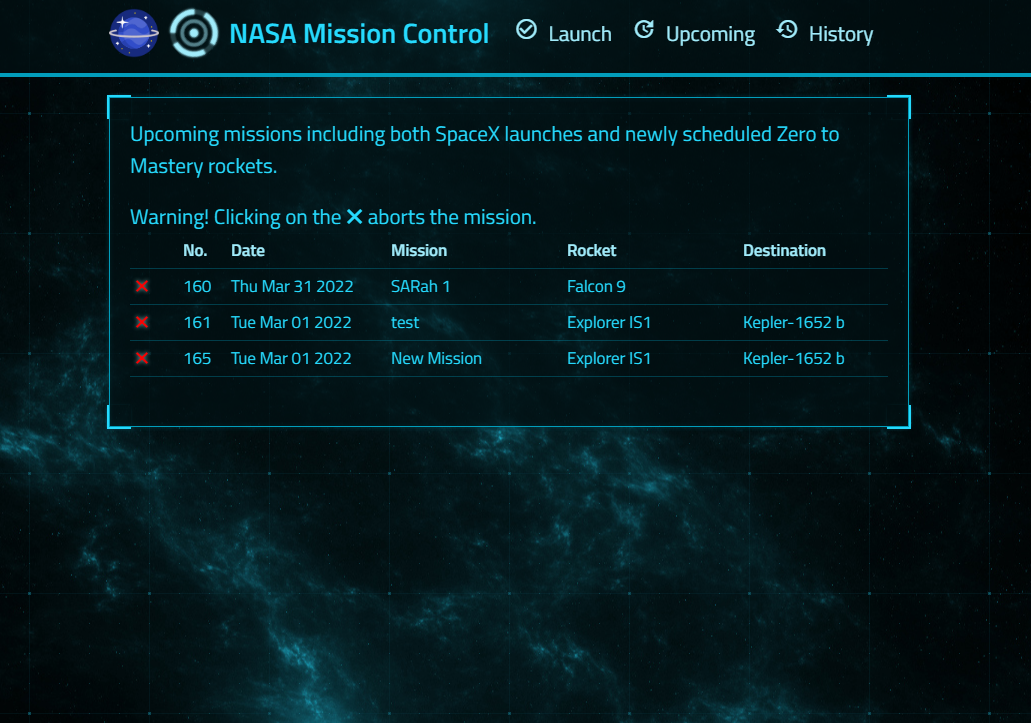 NASA Mission Control Launch Upcoming History
Upcoming missions including both SpaceX launches and newly scheduled Zero to
Mastery rockets.
Warning! Clicking on the ✖ aborts the mission.
No. Date Mission Rocket Destination
✖ 160 Thu Mar 31 2022 SARah 1 Falcon 9
✖ 161 Tue Mar 01 2022 test Explorer IS1 Kepler-1652 b
✖ 165 Tue Mar 01 2022 New Mission Explorer IS1 Kepler-1652 b